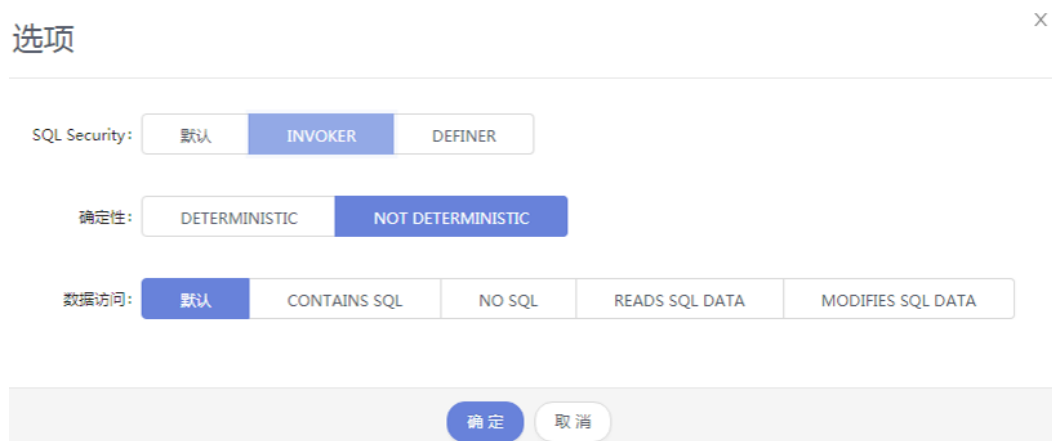 X
选项
SQL Security: 默认 INVOKER DEFINER
确定性: DETERMINISTIC NOT DETERMINISTIC
数据访问: 默认 CONTAINS SQL NO SQL READS SQL DATA MODIFIES SQL DATA
确定 取消